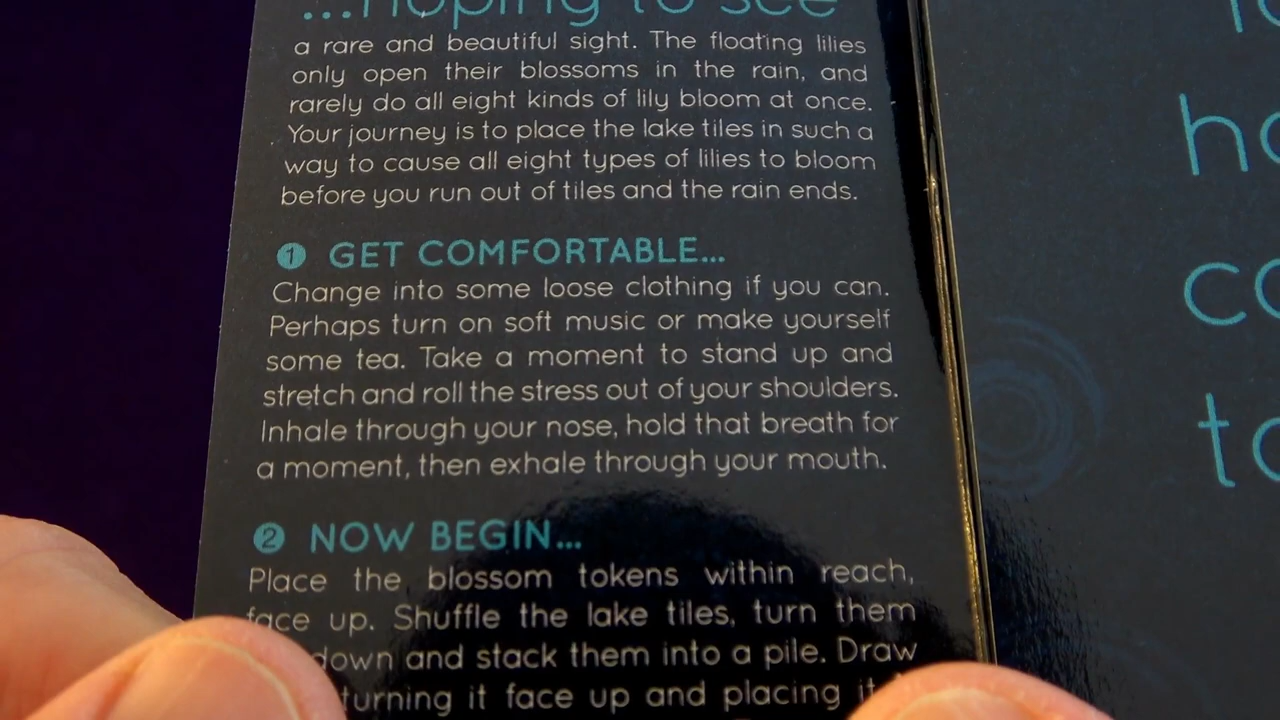 ...hoping to see
a rare and beautiful sight. The floating lilies
only open their blossoms in the rain, and
rarely do all eight kinds of lily bloom at once.
Your journey is to place the lake tiles in such a
way to cause all eight types of lilies to bloom
before you run out of tiles and the rain ends.
1 GET COMFORTABLE...
Change into some loose clothing if you can.
Perhaps turn on soft music or make yourself
some tea. Take a moment to stand up and
stretch and roll the stress out of your shoulders.
Inhale through your nose, hold that breath for
a moment, then exhale through your mouth.
2 NOW BEGIN...
Place the blossom tokens within reach,
face up. Shuffle the lake tiles, turn them
down and stack them into a pile. Draw
turning it face up and placing it